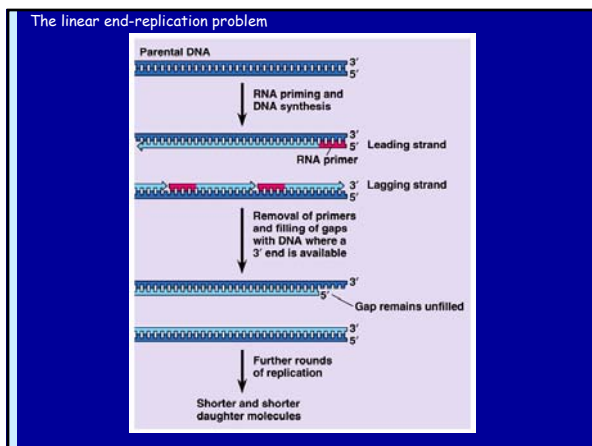 The linear end-replication problem
Parental DNA
3′
5′
RNA priming and
DNA synthesis
3′
5′ Leading strand
RNA primer
3′ Lagging strand
5′
Removal of primers
and filling of gaps
with DNA where a
3′ end is available
3′
5′
Gap remains unfilled
3′
5′
Further rounds
of replication
Shorter and shorter
daughter molecules